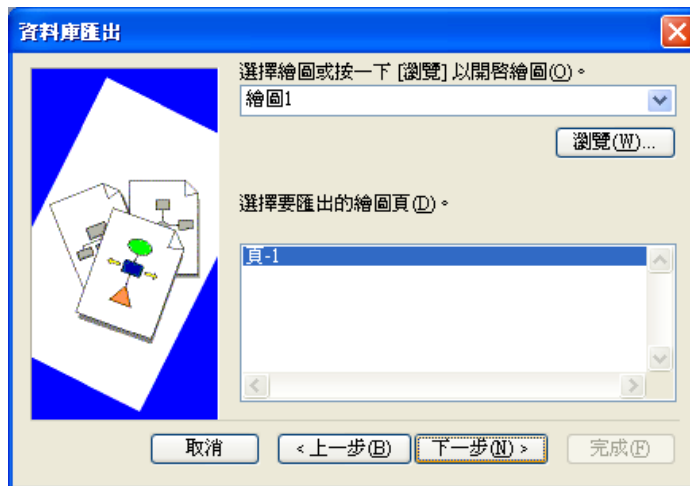 資料庫匯出
選擇繪圖或按一下 [瀏覽] 以開啓繪圖(O)。
繪圖1
瀏覽(W)...
選擇要匯出的繪圖頁(D)。
頁-1
取消
<上一步(B)
下一步(N) >
完成(F)